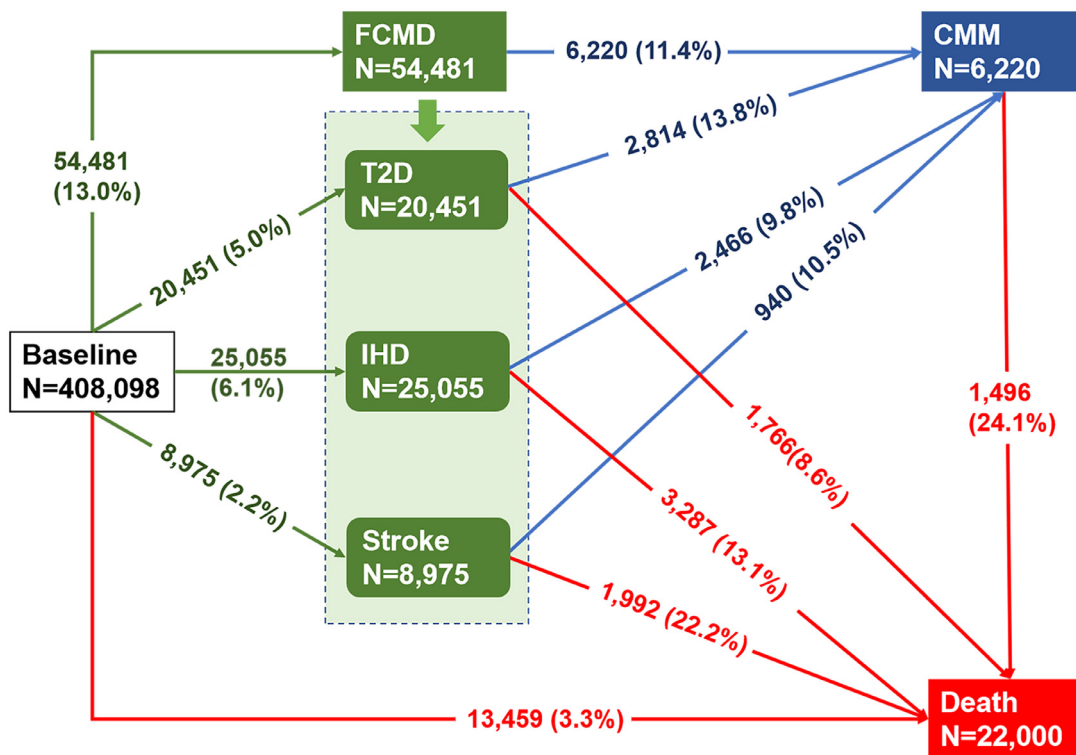 FCMD
N=54,481
6,220 (11.4%)
CMM
N=6,220
54,481
(13.0%)
2,814 (13.8%)
T2D
N=20,451
20,451 (5.0%)
2,466 (9.8%)
940 (10.5%)
Baseline
N=408,098
25,055
(6.1%)
IHD
N=25,055
1,496
(24.1%)
1,766(8.6%)
8,975 (2.2%)
3,287 (13.1%)
Stroke
N=8,975
1,992 (22.2%)
13,459 (3.3%)
Death
N=22,000